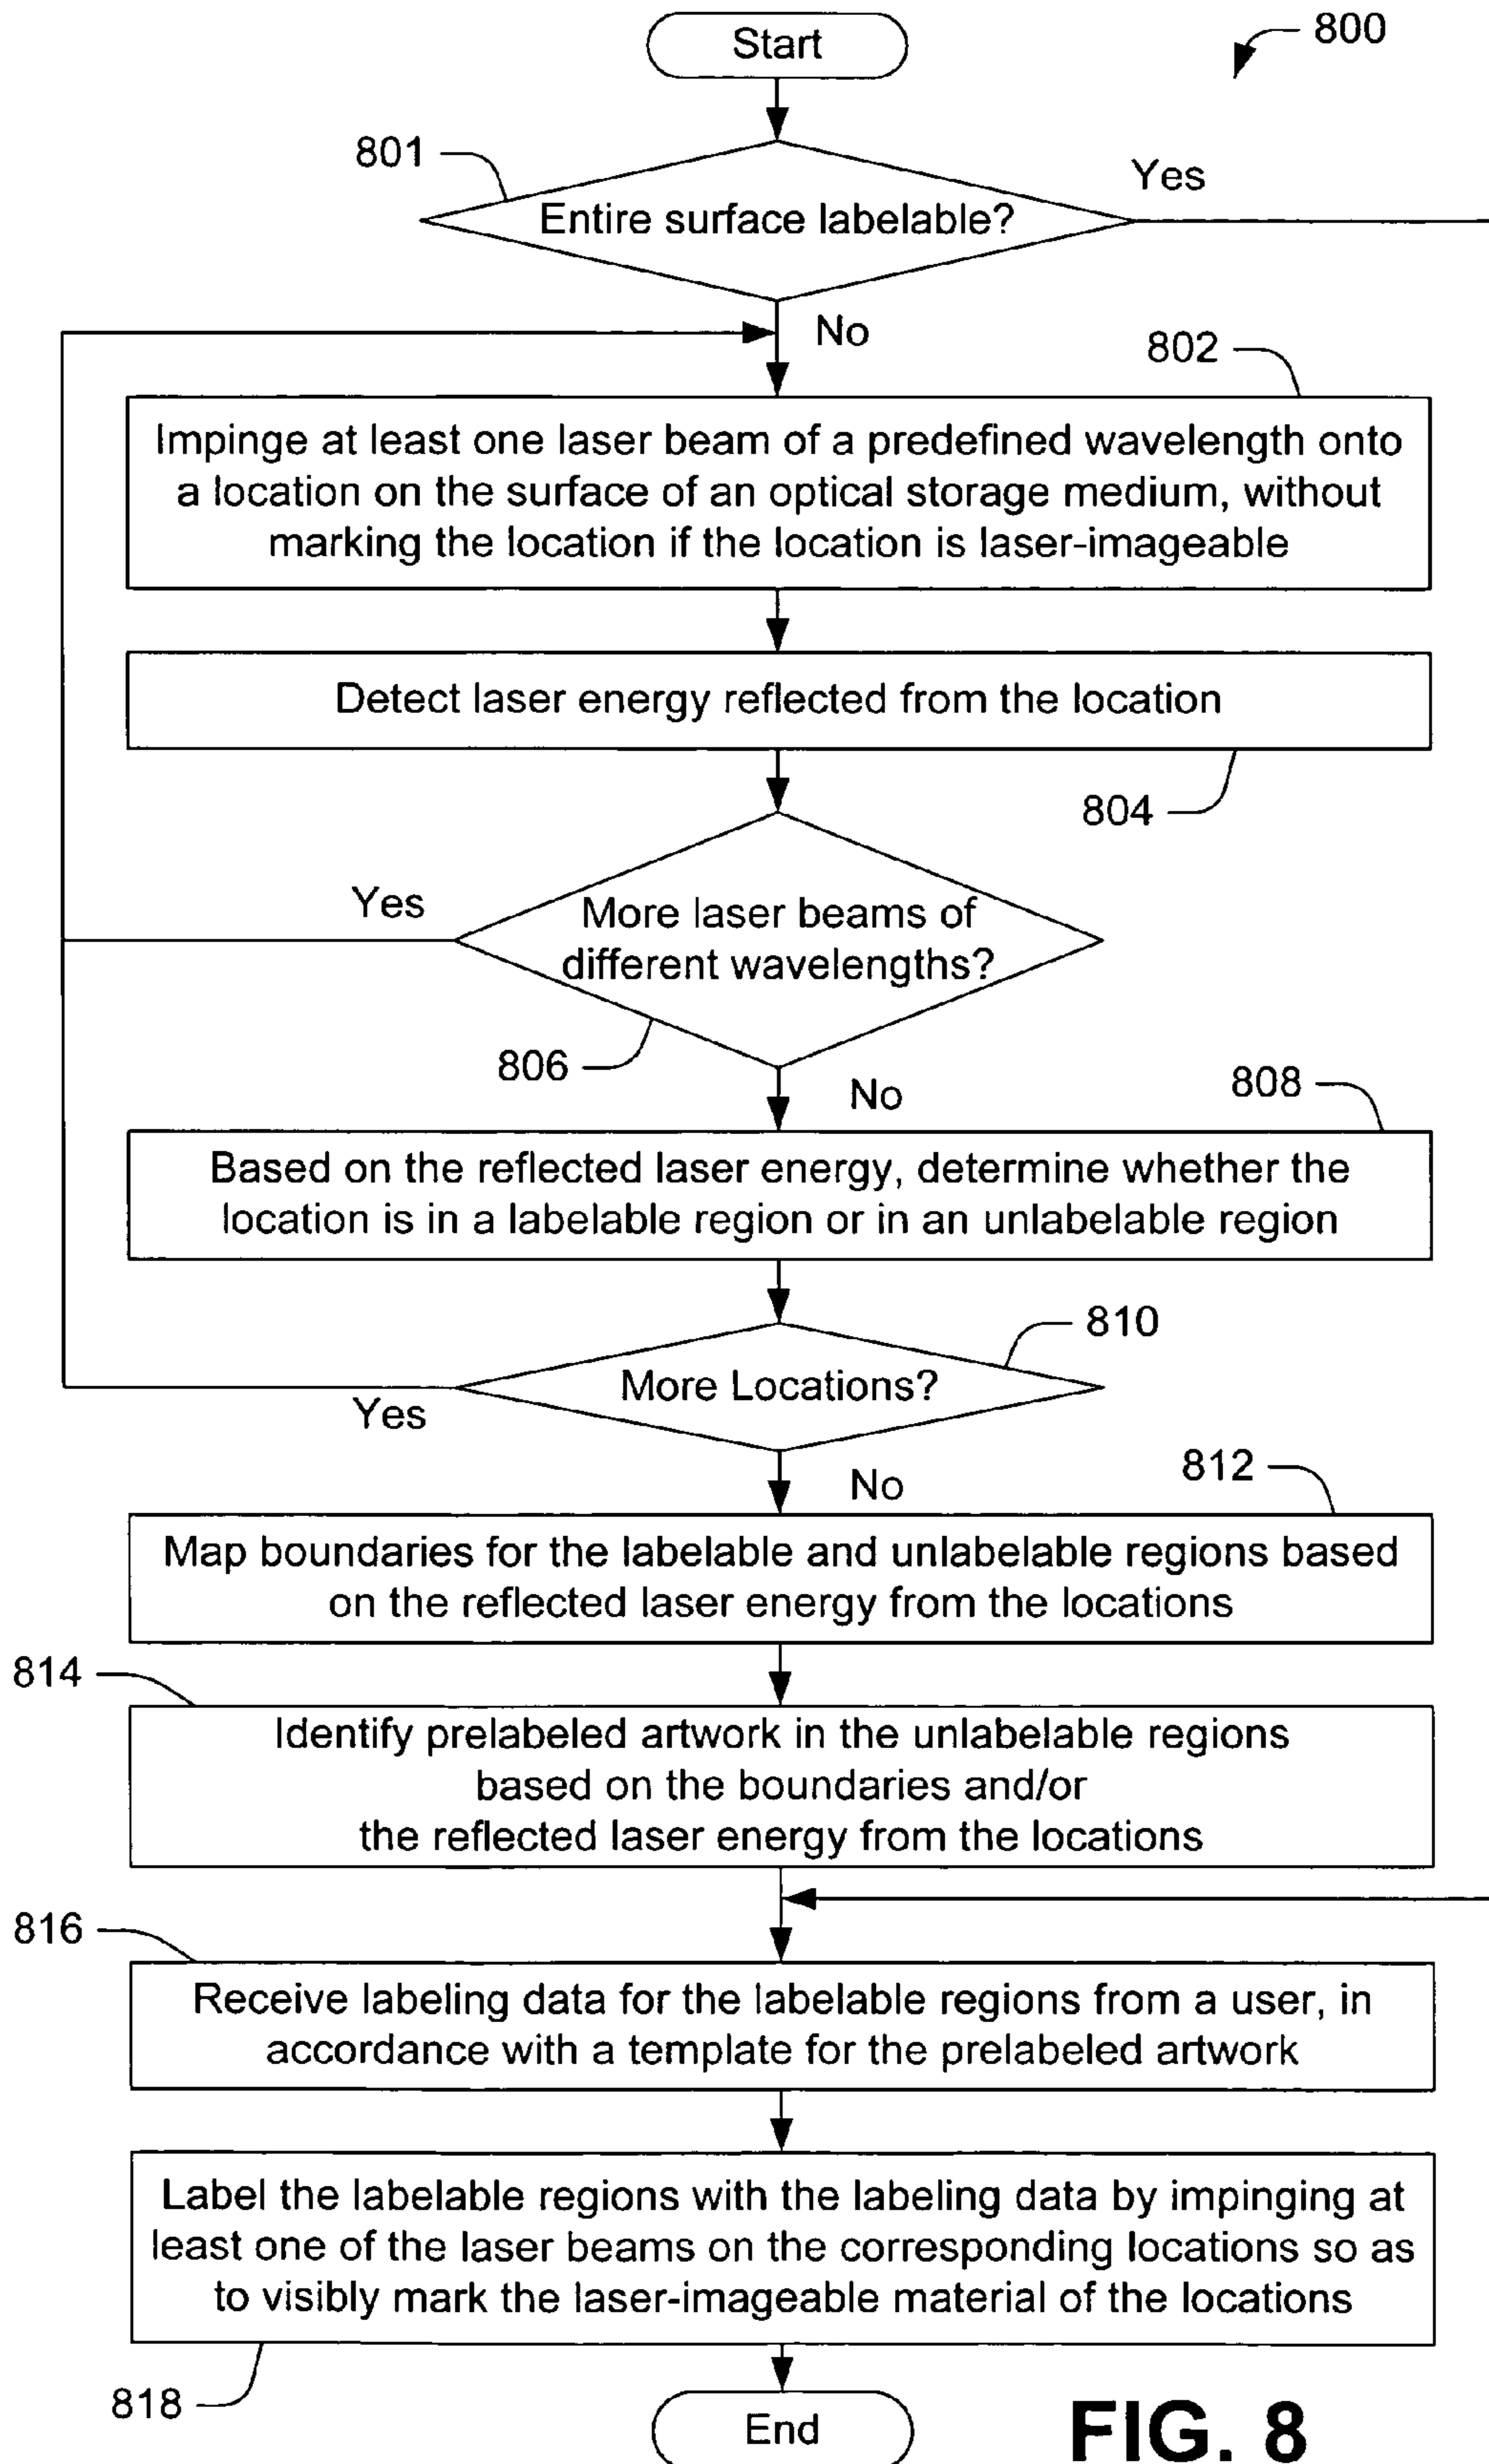 Start
800
801
Yes
Entire surface labelable?
No
802
Impinge at least one laser beam of a predefined wavelength onto
a location on the surface of an optical storage medium, without
marking the location if the location is laser-imageable
Detect laser energy reflected from the location
804
Yes
More laser beams of
different wavelengths?
806
No
808
Based on the reflected laser energy, determine whether the
location is in a labelable region or in an unlabelable region
810
More Locations?
Yes
No
812
Map boundaries for the labelable and unlabelable regions based
on the reflected laser energy from the locations
814
Identify prelabeled artwork in the unlabelable regions
based on the boundaries and/or
the reflected laser energy from the locations
816
Receive labeling data for the labelable regions from a user, in
accordance with a template for the prelabeled artwork
Label the labelable regions with the labeling data by impinging at
least one of the laser beams on the corresponding locations so as
to visibly mark the laser-imageable material of the locations
818
End
FIG. 8